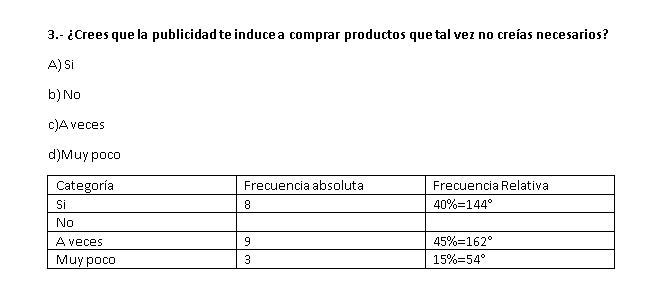 3.- ¿Crees que la publicidad te induce a comprar productos que tal vez no creías necesarios?
A) Si
b) No
c)A veces
d)Muy poco
Categoría Frecuencia absoluta Frecuencia Relativa
Si 8 40%=144°
No
A veces 9 45%=162°
Muy poco 3 15%=54°